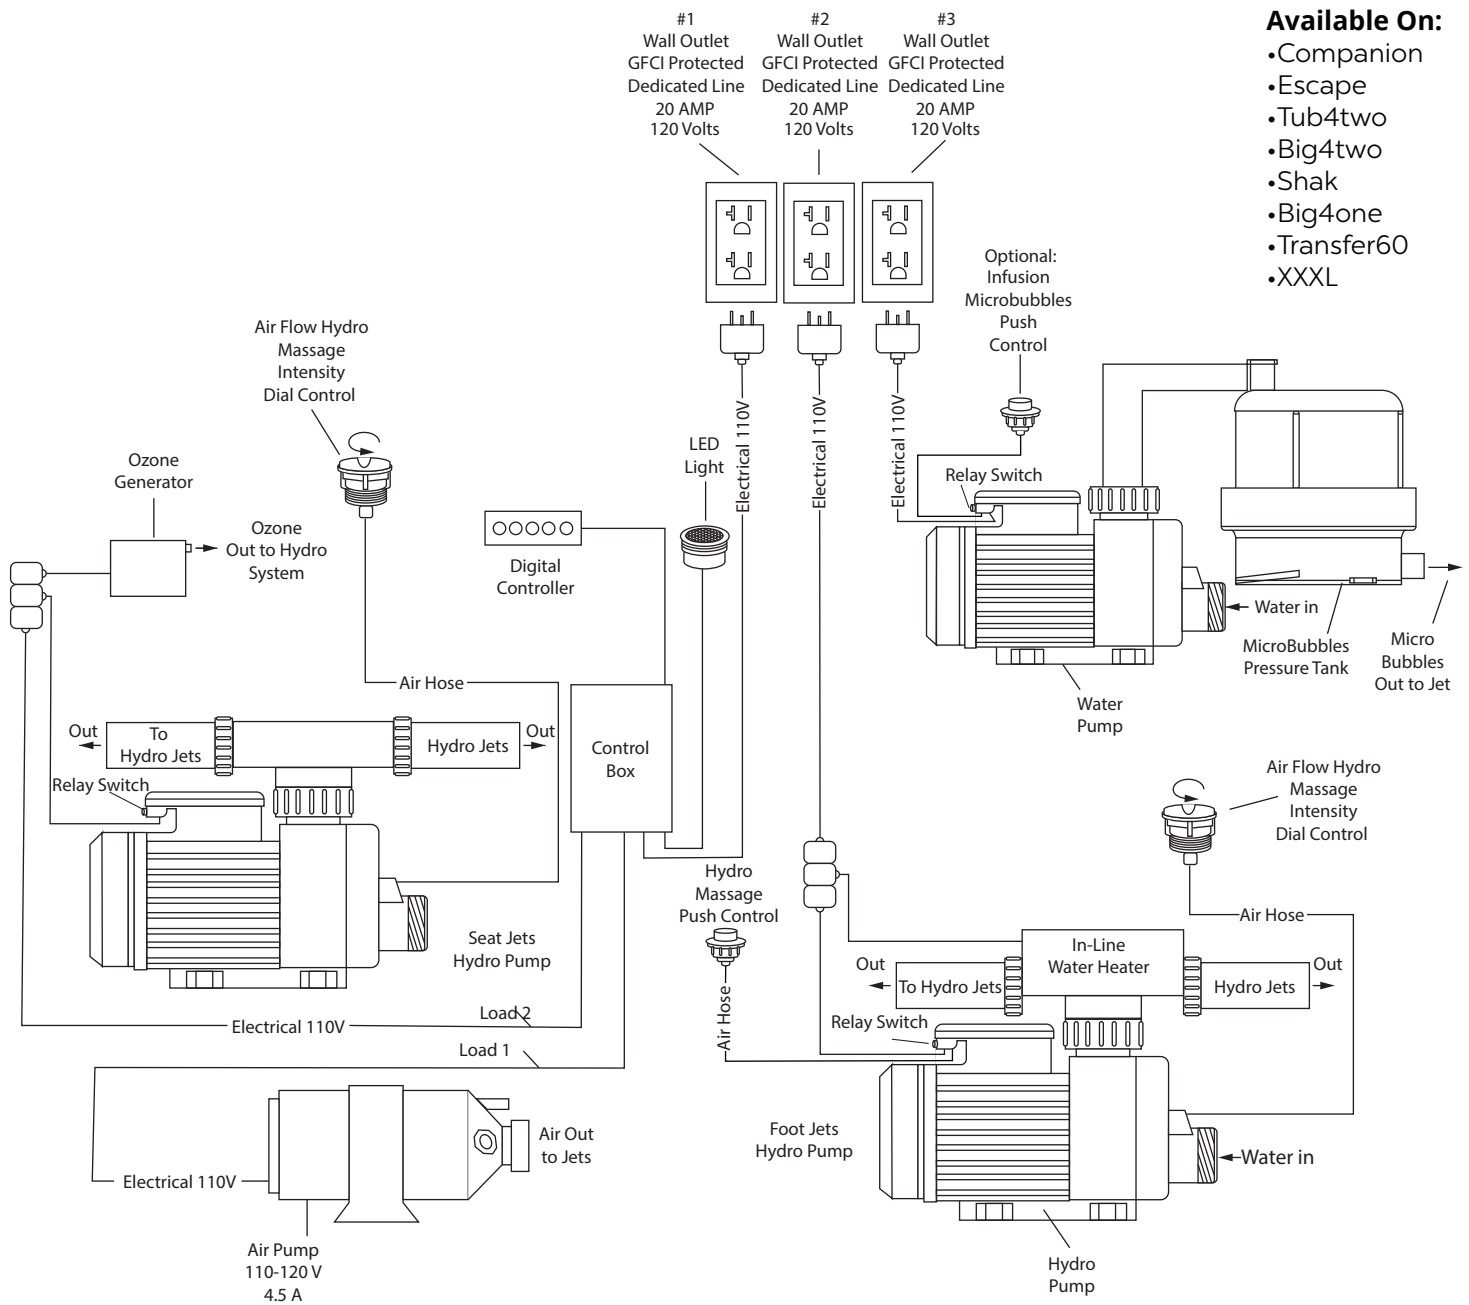 #1
Wall Outlet
GFCI Protected
Dedicated Line
20 AMP
120 Volts
#2
Wall Outlet
GFCI Protected
Dedicated Line
20 AMP
120 Volts
#3
Wall Outlet
GFCI Protected
Dedicated Line
20 AMP
120 Volts
Available On:
•Companion
•Escape
•Tub4two
•Big4two
•Shak
•Big4one
•Transfer60
•XXXL
Optional:
Infusion
Microbubbles
Push
Control
Air Flow Hydro
Massage
Intensity
Dial Control
Ozone
Generator
Ozone
Out to Hydro
System
LED
Light
Electrical 110V
Electrical 110V
Electrical 110V
Relay Switch
Digital
Controller
Water in
MicroBubbles
Pressure Tank
Micro
Bubbles
Out to Jet
Water
Pump
Air Hose
Out
To
Hydro Jets
Hydro Jets
Out
Relay Switch
Control
Box
Seat Jets
Hydro Pump
Load 2
Electrical 110V
Load 1
Electrical 110V
Air Out
to Jets
Air Pump
110-120 V
4.5 A
Hydro
Massage
Push Control
Air Hose
Air Flow Hydro
Massage
Intensity
Dial Control
Air Hose
In-Line
Water Heater
Out
To Hydro Jets
Hydro Jets
Out
Relay Switch
Foot Jets
Hydro Pump
Water in
Hydro
Pump